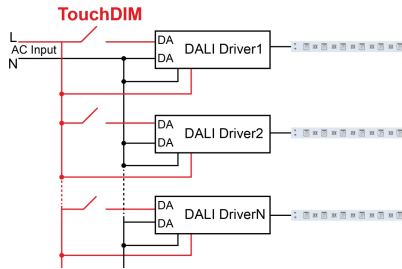 TouchDIM
L
AC Input
N
DA
DA
DALI Driver1
DA
DA
DALI Driver2
DA
DA
DALI DriverN